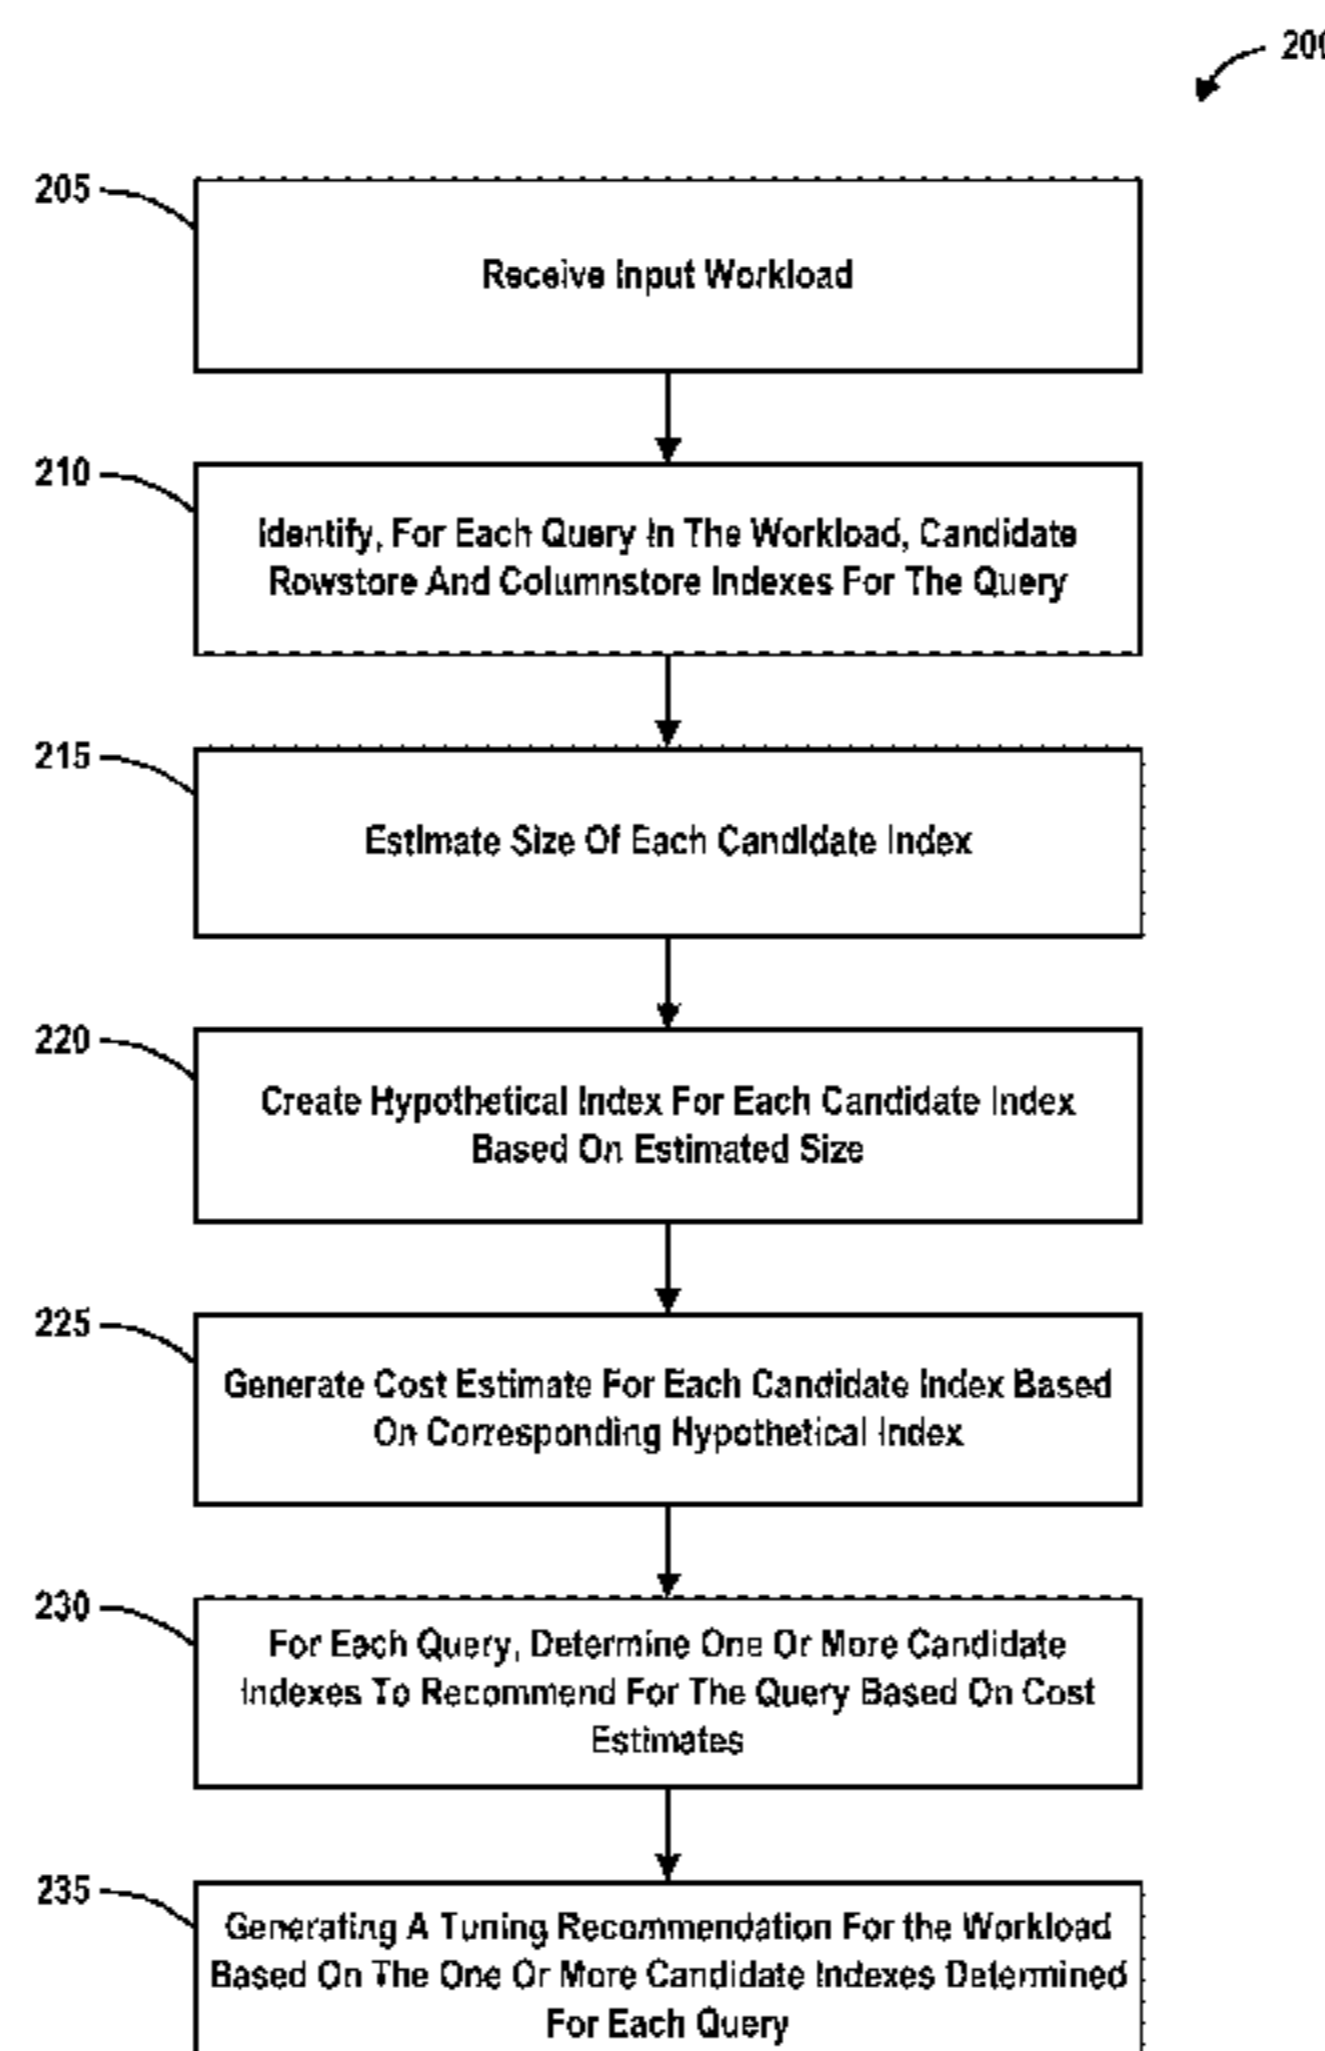 200
205
Receive Input Workload
210
Identify, For Each Query In The Workload, Candidate
Rowstore And Columnstore Indexes For The Query
215
Estimate Size Of Each Candidate Index
220
Create Hypothetical Index For Each Candidate Index
Based On Estimated Size
225
Generate Cost Estimate For Each Candidate Index Based
On Corresponding Hypothetical Index
230
For Each Query, Determine One Or More Candidate
Indexes To Recommend For The Query Based On Cost
Estimates
235
Generating A Tuning Recommendation For the Workload
Based On The One Or More Candidate Indexes Determined
For Each Query